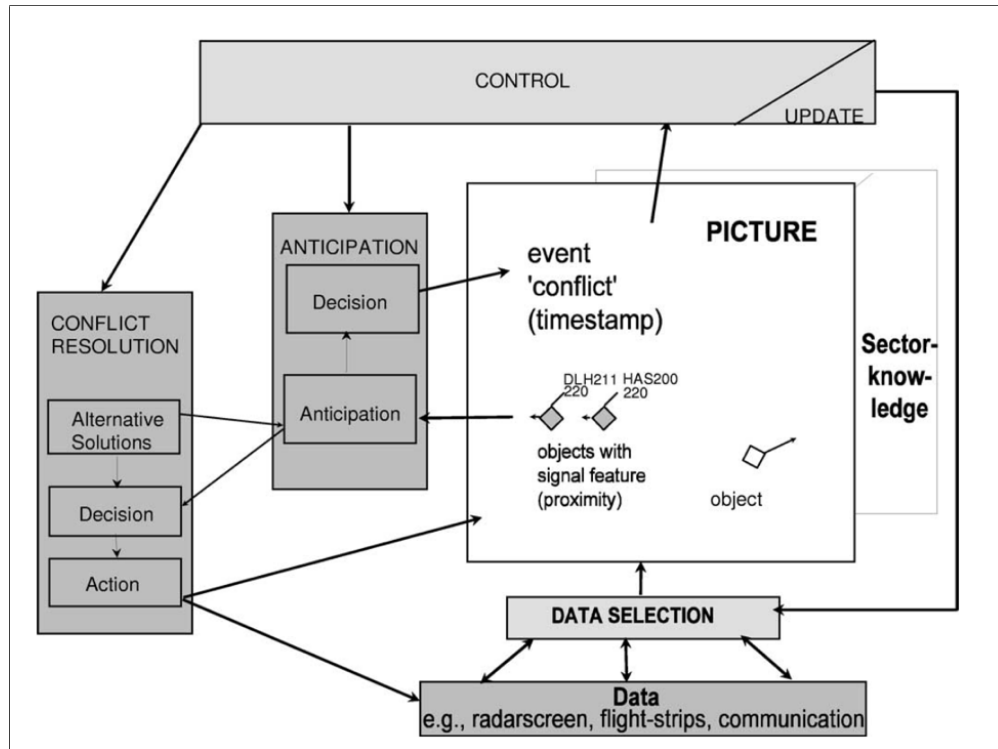 CONTROL
UPDATE
ANTICIPATION
Decision
Anticipation
CONFLICT
RESOLUTION
Alternative
Solutions
Decision
Action
PICTURE
event
'conflict'
(timestamp)
DLH211 HAS200
220 220
objects with
signal feature
(proximity)
object
Sector-
know-
ledge
DATA SELECTION
Data
e.g., radarscreen, flight-strips, communication